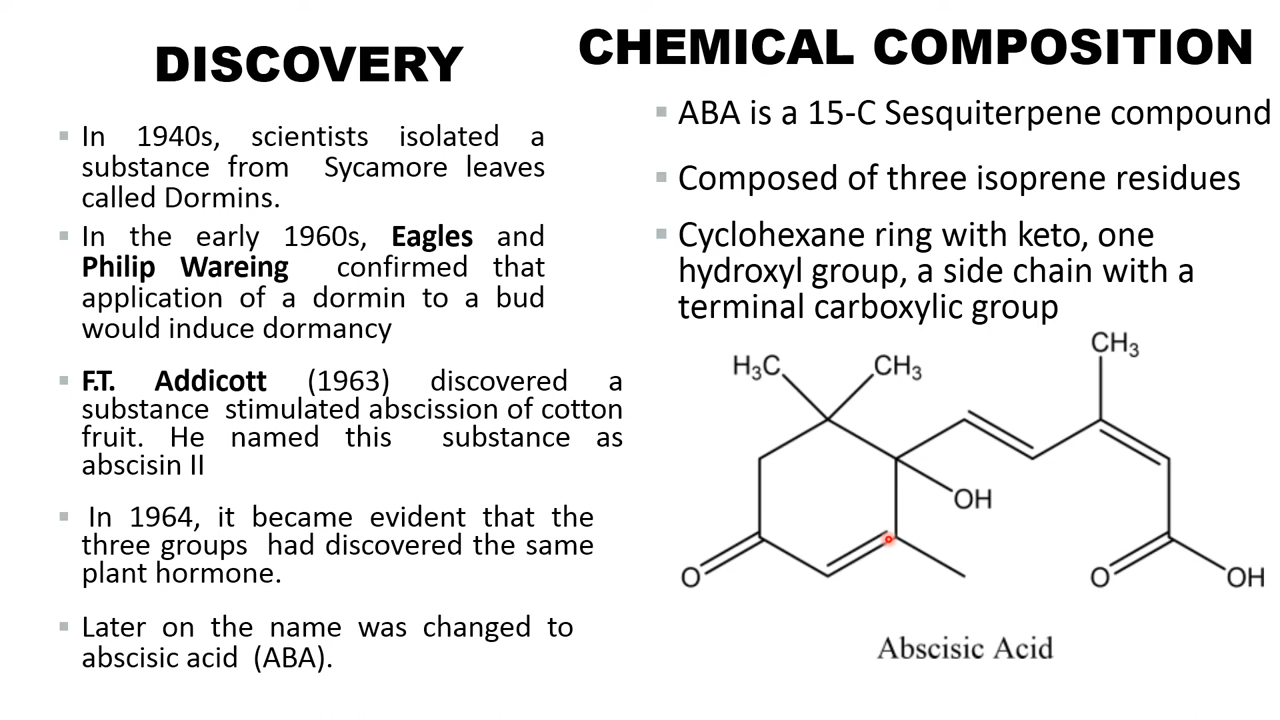 DISCOVERY
In 1940s, scientists isolated a
substance from Sycamore leaves
called Dormins.
In the early 1960s, Eagles and
Philip Wareing confirmed that
application of a dormin to a bud
would induce dormancy
F.T. Addicott (1963) discovered a
substance stimulated abscission of cotton
fruit. He named this substance as
abscisin II
In 1964, it became evident that the
three groups had discovered the same
plant hormone.
Later on the name was changed to
abscisic acid (ABA).
CHEMICAL COMPOSITION
ABA is a 15-C Sesquiterpene compound
Composed of three isoprene residues
Cyclohexane ring with keto, one
hydroxyl group, a side chain with a
terminal carboxylic group
CH₃
H₃C CH₃
OH
O O OH
Abscisic Acid